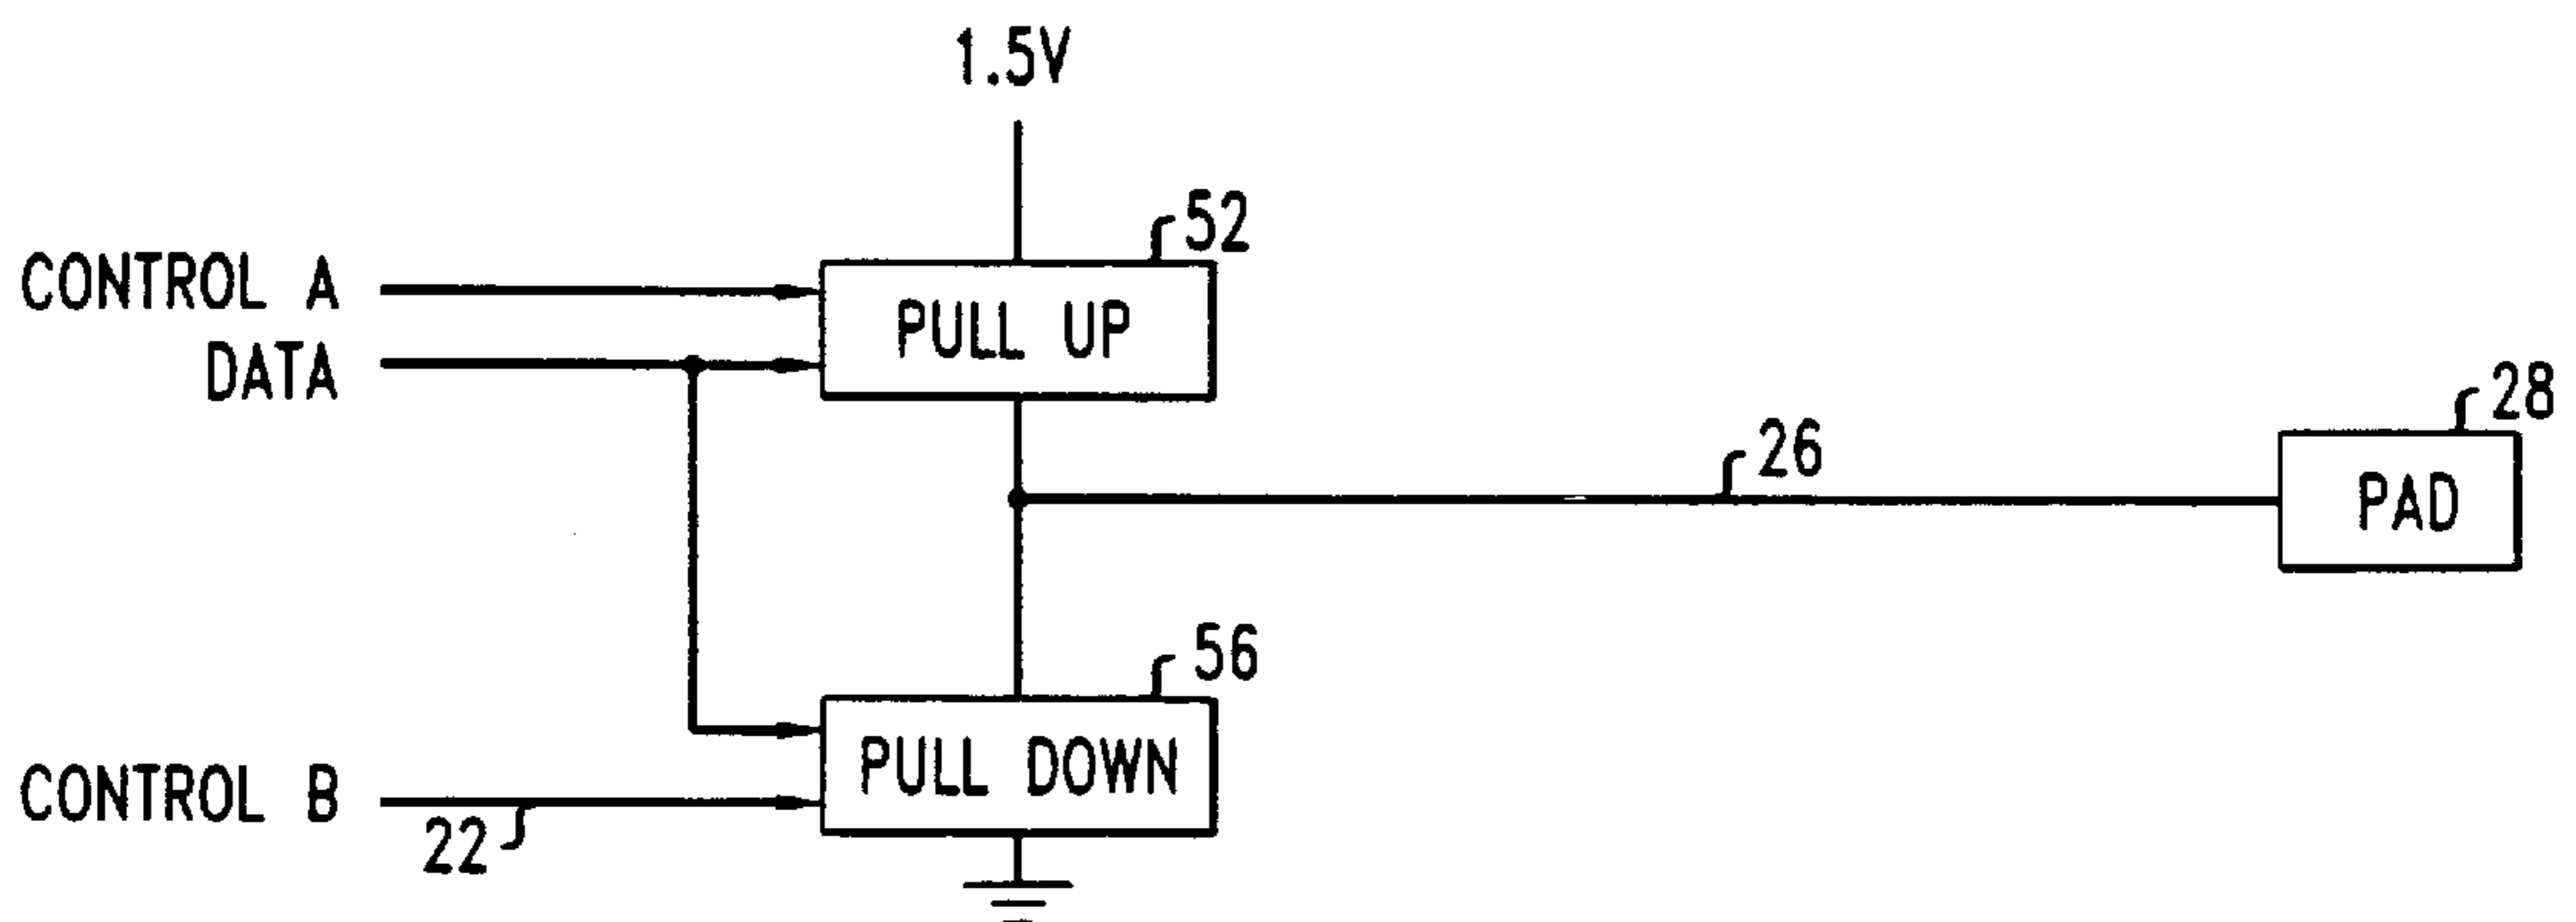 1.5V
52
CONTROL A
PULL UP
DATA
28
26
PAD
56
PULL DOWN
CONTROL B
22